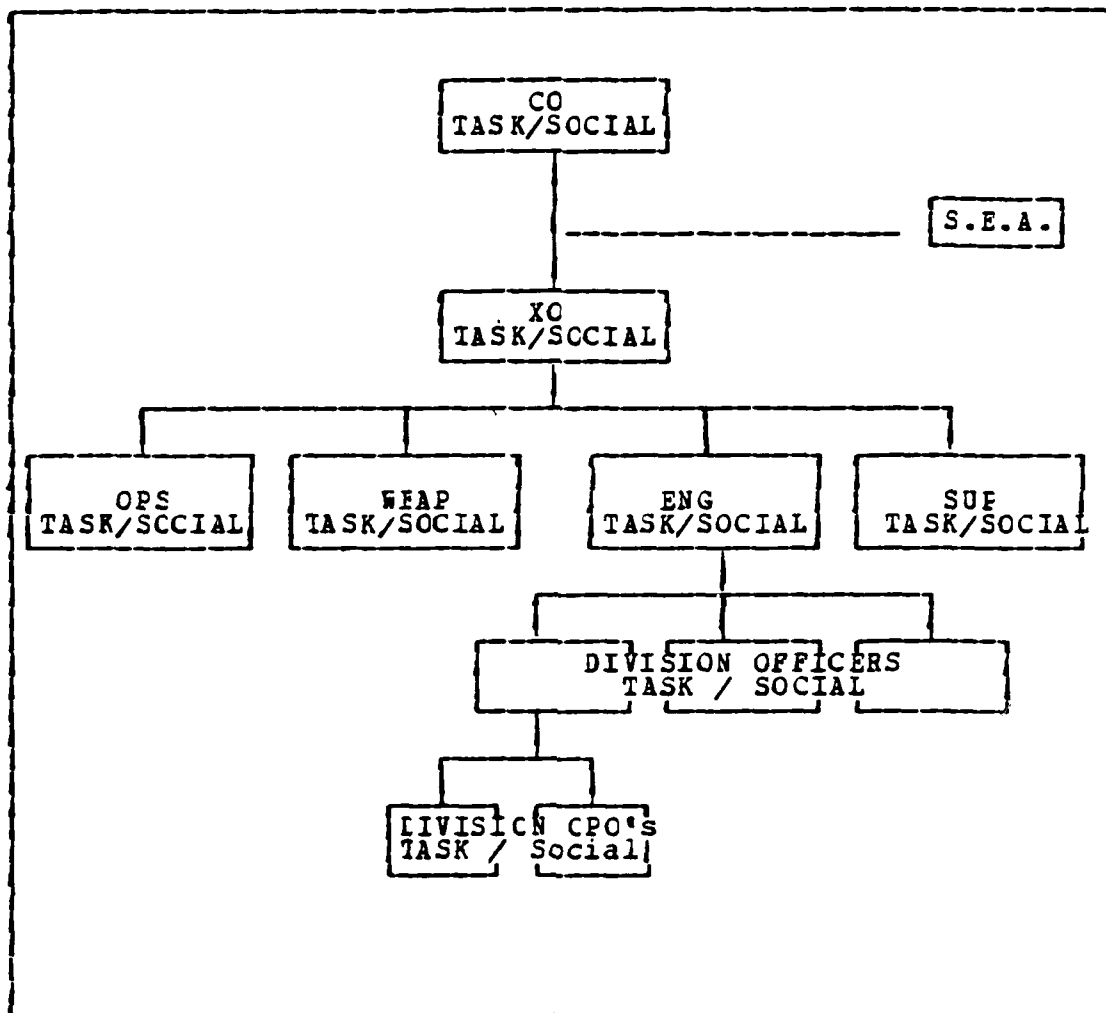 CO
TASK/SOCIAL
S.E.A.
XO
TASK/SOCIAL
OPS
TASK/SOCIAL
WEAP
TASK/SOCIAL
ENG
TASK/SOCIAL
SUP
TASK/SOCIAL
DIVISION OFFICERS
TASK / SOCIAL
DIVISION CPO's
TASK / Social